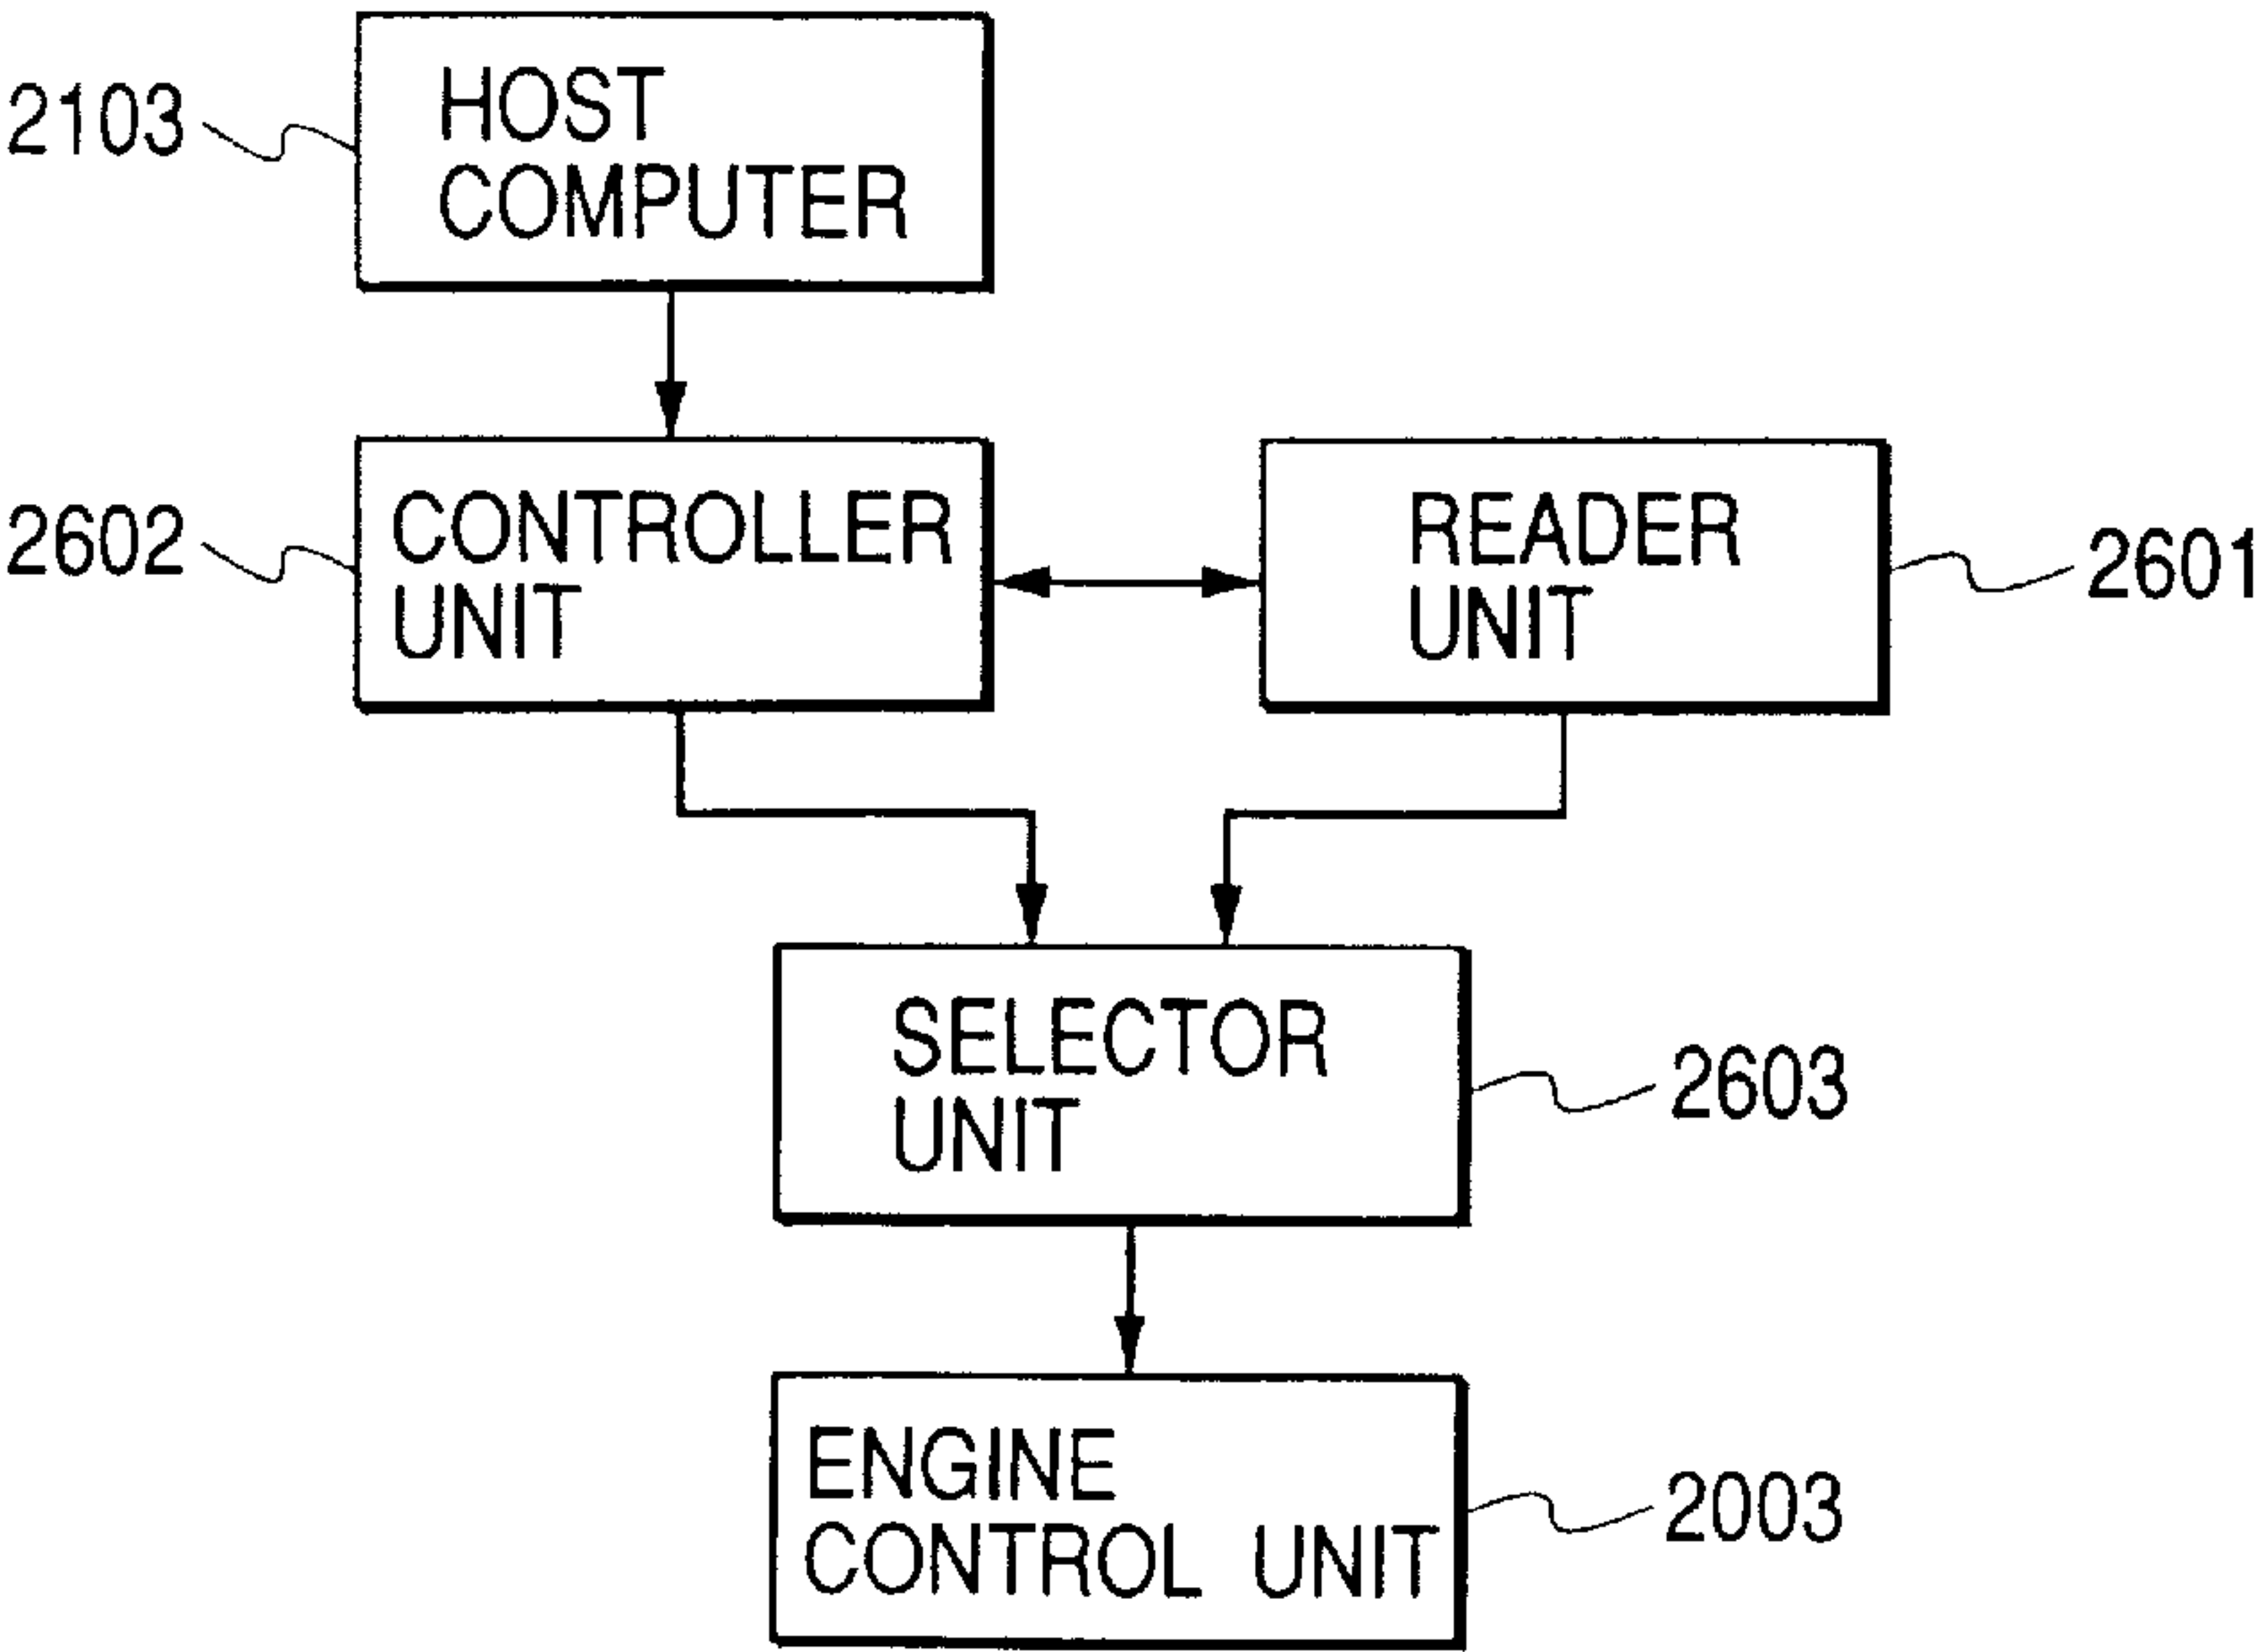 2103
HOST
COMPUTER
2602
CONTROLLER
UNIT
READER
UNIT
2601
SELECTOR
UNIT
2603
ENGINE
CONTROL UNIT
2003